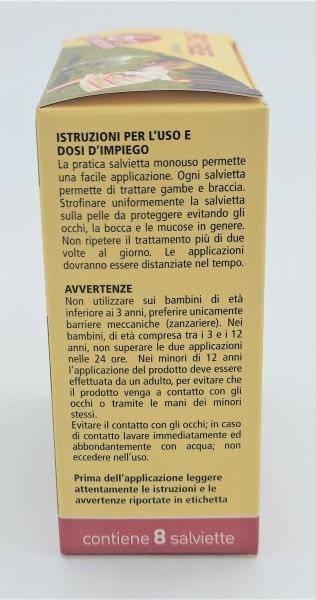 ISTRUZIONI PER L'USO E
DOSI D'IMPIEGO
La pratica salvietta monouso permette
una facile applicazione. Ogni salvietta
permette di trattare gambe e braccia.
Strofinare uniformemente la salvietta
sulla pelle da proteggere evitando gli
occhi, la bocca e le mucose in genere.
Non ripetere il trattamento più di due
volte al giorno. Le applicazioni
dovranno essere distanziate nel tempo.
AVVERTENZE
Non utilizzare sui bambini di età
inferiore ai 3 anni, preferire unicamente
barriere meccaniche (zanzariere). Nei
bambini, di età compresa tra i 3 e i 12
anni, non superare le due applicazioni
nelle 24 ore. Nei minori di 12 anni
l'applicazione del prodotto deve essere
effettuata da un adulto, per evitare che
il prodotto venga a contatto con gli
occhi o tramite le mani dei minori
stessi.
Evitare il contatto con gli occhi; in caso
di contatto lavare immediatamente ed
abbondantemente con acqua; non
eccedere nell'uso.
Prima dell'applicazione leggere
attentamente le istruzioni e le
avvertenze riportate in etichetta
contiene 8 salviette